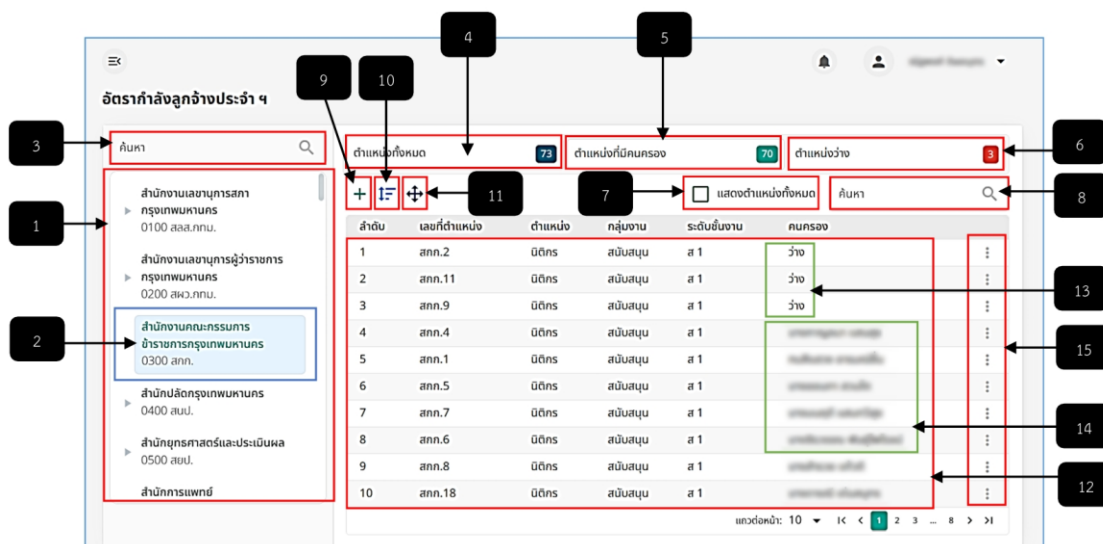 4
5
9
10
อัตรากำลังลูกจ้างประจำ ฯ
3
ค้นหา
ตำแหน่งทั้งหมด 73 ตำแหน่งที่มีคนครอง 70 ตำแหน่งว่าง 3
6
11
7
แสดงตำแหน่งทั้งหมด
ค้นหา
8
1
สำนักงานเลขานุการสภา
กรุงเทพมหานคร
0100 สลส.กทม.
สำนักงานเลขานุการผู้ว่าราชการ
กรุงเทพมหานคร
0200 สผว.กทม.
2
สำนักงานคณะกรรมการ
ข้าราชการกรุงเทพมหานคร
0300 สกก.
สำนักปลัดกรุงเทพมหานคร
0400 สนป.
สำนักยุทธศาสตร์และประเมินผล
0500 สยป.
สำนักการแพทย์
ลำดับ เลขที่ตำแหน่ง ตำแหน่ง กลุ่มงาน ระดับชั้นงาน คนครอง
1 สกก.2 นิติกร สนับสนุน ส 1 ว่าง
2 สกก.11 นิติกร สนับสนุน ส 1 ว่าง
3 สกก.9 นิติกร สนับสนุน ส 1 ว่าง
4 สกก.4 นิติกร สนับสนุน ส 1
5 สกก.1 นิติกร สนับสนุน ส 1
6 สกก.5 นิติกร สนับสนุน ส 1
7 สกก.7 นิติกร สนับสนุน ส 1
8 สกก.6 นิติกร สนับสนุน ส 1
9 สกก.8 นิติกร สนับสนุน ส 1
10 สกก.18 นิติกร สนับสนุน ส 1
13
15
14
12
แถวต่อหน้า: 10 1 2 3 ... 8